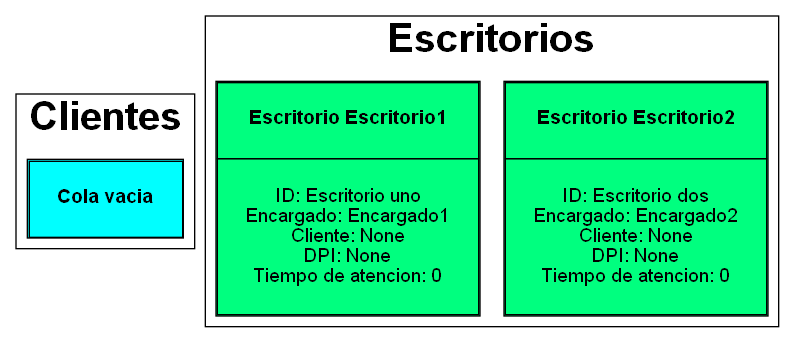 Clientes
Cola vacia
Escritorios
Escritorio Escritorio1
ID: Escritorio uno
Encargado: Encargado1
Cliente: None
DPI: None
Tiempo de atencion: 0
Escritorio Escritorio2
ID: Escritorio dos
Encargado: Encargado2
Cliente: None
DPI: None
Tiempo de atencion: 0